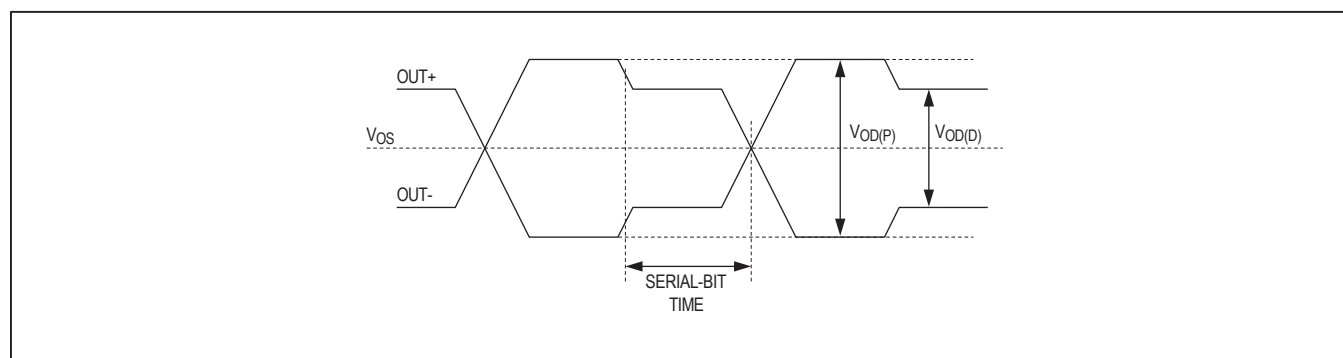 OUT+
VOS
OUT-
VOD(P)
VOD(D)
SERIAL-BIT
TIME